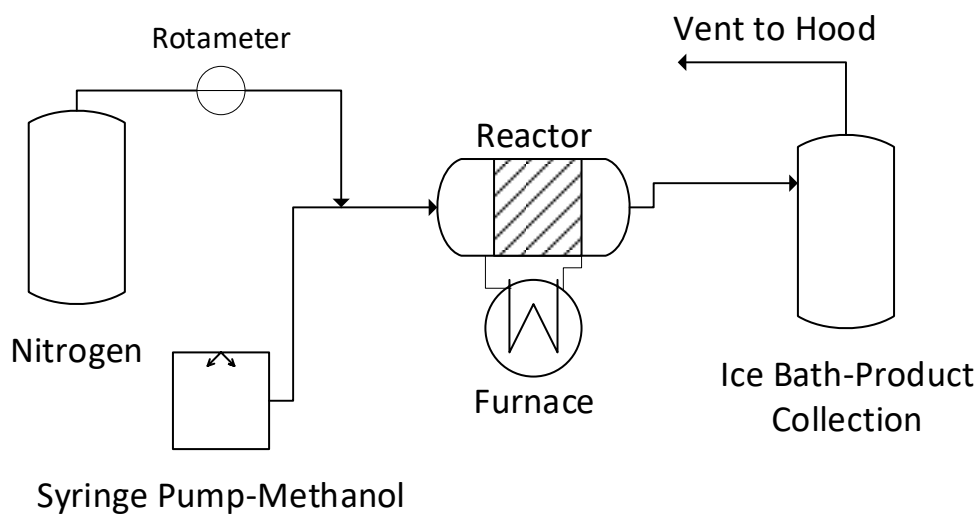 Vent to Hood
Rotameter
Reactor
Nitrogen
Ice Bath-Product
Collection
Furnace
Syringe Pump-Methanol